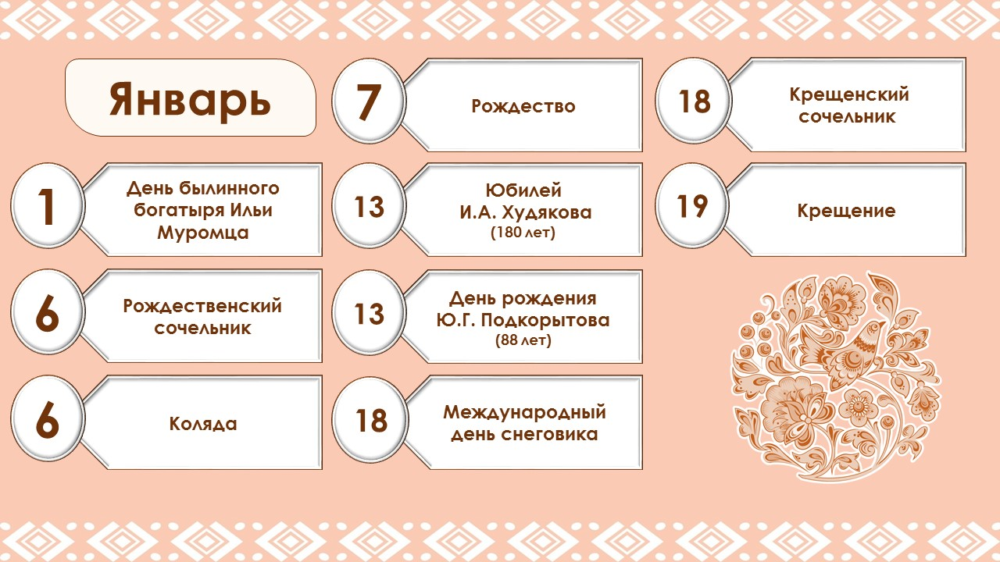 Январь
1
День былинного
богатыря Ильи
Муромца
6
Рождественский
сочельник
6
Коляда
7
Рождество
13
Юбилей
И.А. Худякова
(180 лет)
13
День рождения
Ю.Г. Подкорытова
(88 лет)
18
Международный
день снеговика
18
Крещенский
сочельник
19
Крещение